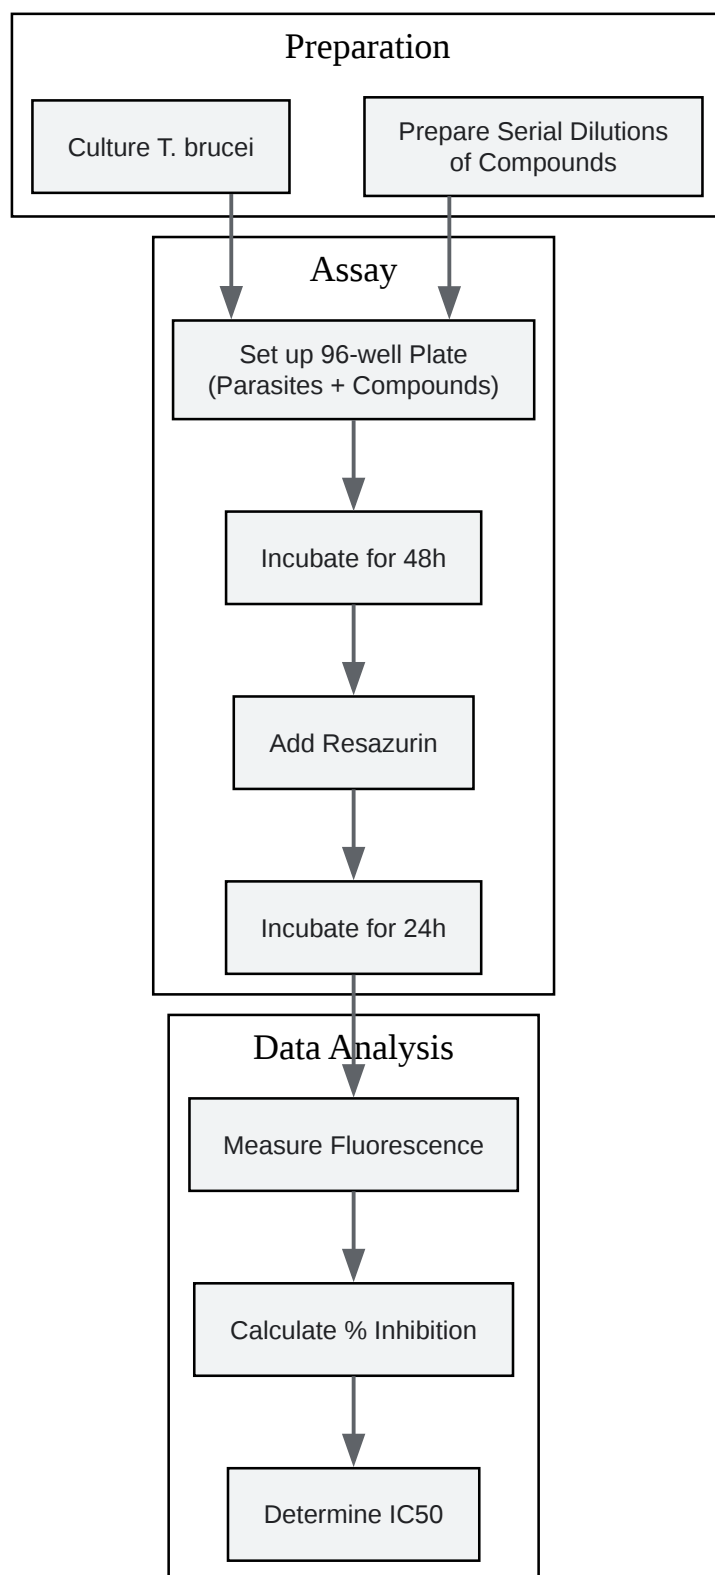 Preparation
Culture T. brucei
Prepare Serial Dilutions
of Compounds
Assay
Set up 96-well Plate
(Parasites + Compounds)
Incubate for 48h
Add Resazurin
Incubate for 24h
Data Analysis
Measure Fluorescence
Calculate % Inhibition
Determine IC50